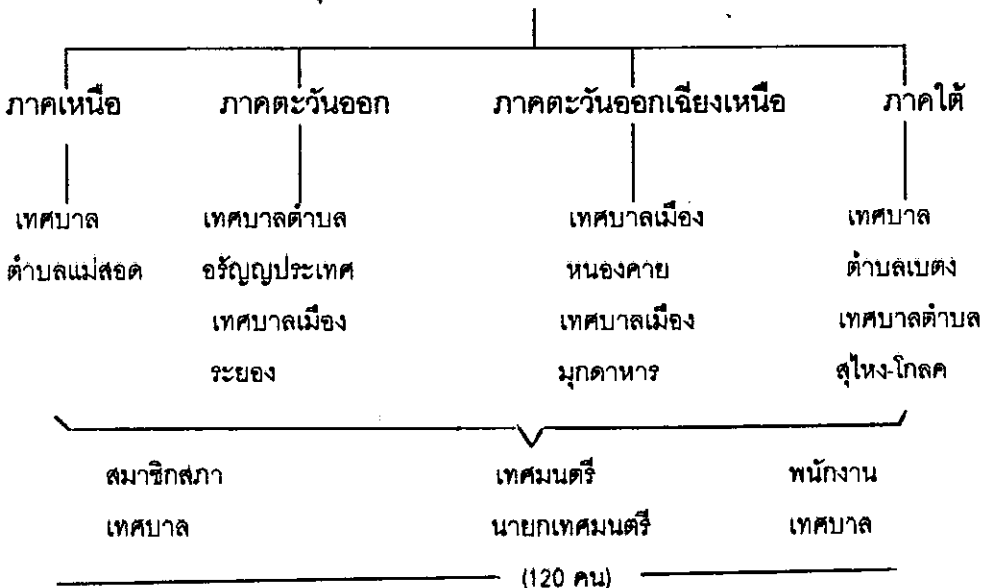 ภาคเหนือ ภาคตะวันออก ภาคตะวันออกเฉียงเหนือ ภาคใต้
เทศบาล เทศบาลตำบล เทศบาลเมือง เทศบาล
ตำบลแม่สอด อรัญญประเทศ หนองคาย ตำบลเบตง
เทศบาลเมือง เทศบาลเมือง เทศบาลตำบล
ระยอง มุกดาหาร สุไหง-โกลค
สมาชิกสภา เทศมนตรี พนักงาน
เทศบาล นายกเทศมนตรี เทศบาล
(120 คน)